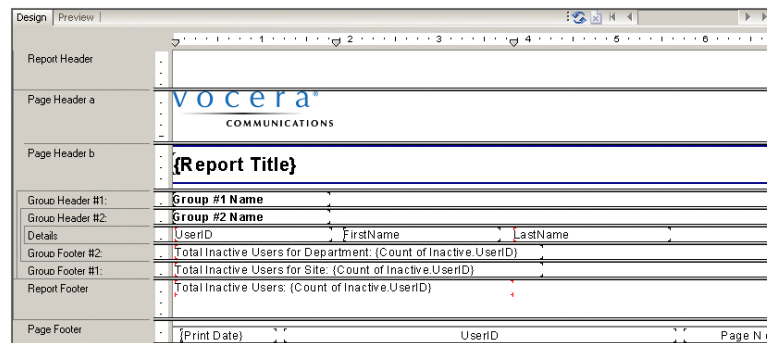 Design Preview
1 2 3 4 5 6
Report Header
Page Header a
vocera
COMMUNICATIONS
Page Header b
{Report Title}
Group Header #1:
Group #1 Name
Group Header #2:
Group #2 Name
Details
UserID FirstName LastName
Group Footer #2:
Total Inactive Users for Department: {Count of Inactive.UserID}
Group Footer #1:
Total Inactive Users for Site: {Count of Inactive.UserID}
Report Footer
Total Inactive Users: {Count of Inactive.UserID}
Page Footer
{Print Date} UserID Page N